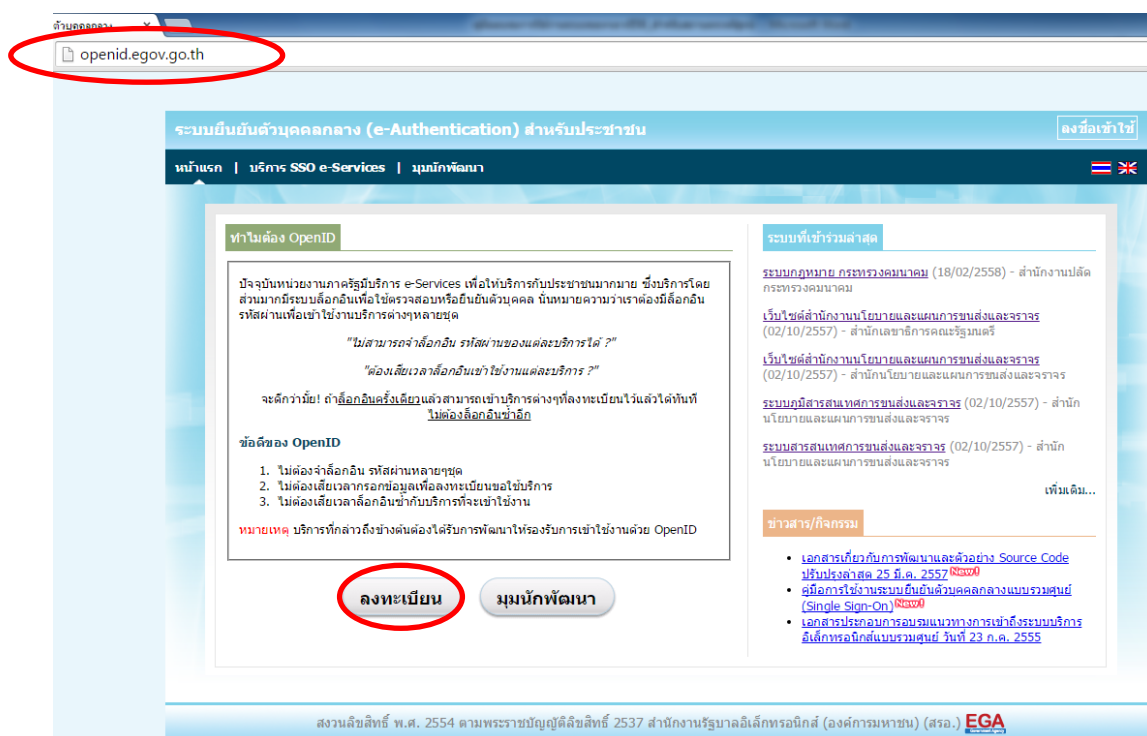 ตัวบุคคลกลาง
openid.egov.go.th
ระบบยืนยันตัวบุคคลกลาง (e-Authentication) สำหรับประชาชน
ลงชื่อเข้าใช้
หน้าแรก | บริการ SSO e-Services | มุมนักพัฒนา
ทำไมต้อง OpenID
ปัจจุบันหน่วยงานภาครัฐมีบริการ e-Services เพื่อให้บริการกับประชาชนมากมาย ซึ่งบริการโดย
ส่วนมากมีระบบล็อกอินเพื่อใช้ตรวจสอบหรือยืนยันตัวบุคคล นั่นหมายความว่าเราต้องมีล็อกอิน
รหัสผ่านเพื่อเข้าใช้งานบริการต่างๆหลายชุด
"ไม่สามารถจำล็อกอิน รหัสผ่านของแต่ละบริการได้ ?"
"ต้องเสียเวลาล็อกอินเข้าใช้งานแต่ละบริการ ?"
จะดีกว่ามั้ย! ถ้าล็อกอินครั้งเดียวแล้วสามารถเข้าบริการต่างๆที่ลงทะเบียนไว้แล้วได้ทันที
ไม่ต้องล็อกอินซ้ำอีก
ข้อดีของ OpenID
1. ไม่ต้องจำล็อกอิน รหัสผ่านหลายๆชุด
2. ไม่ต้องเสียเวลากรอกข้อมูลเพื่อลงทะเบียนขอใช้บริการ
3. ไม่ต้องเสียเวลาล็อกอินซ้ำกับบริการที่จะเข้าใช้งาน
หมายเหตุ บริการที่กล่าวถึงข้างต้นต้องได้รับการพัฒนาให้รองรับการเข้าใช้งานด้วย OpenID
ลงทะเบียน
มุมนักพัฒนา
ระบบที่เข้าร่วมล่าสุด
ระบบกฎหมาย กระทรวงคมนาคม (18/02/2558) - สำนักงานปลัด
กระทรวงคมนาคม
เว็บไซต์สำนักงานนโยบายและแผนการขนส่งและจราจร
(02/10/2557) - สำนักเลขาธิการคณะรัฐมนตรี
เว็บไซต์สำนักงานนโยบายและแผนการขนส่งและจราจร
(02/10/2557) - สำนักนโยบายและแผนการขนส่งและจราจร
ระบบภูมิสารสนเทศการขนส่งและจราจร (02/10/2557) - สำนัก
นโยบายและแผนการขนส่งและจราจร
ระบบสารสนเทศการขนส่งและจราจร (02/10/2557) - สำนัก
นโยบายและแผนการขนส่งและจราจร
เพิ่มเติม...
ข่าวสาร/กิจกรรม
เอกสารเกี่ยวกับการพัฒนาและตัวอย่าง Source Code
ปรับปรุงล่าสุด 25 มี.ค. 2557 New!
คู่มือการใช้งานระบบยืนยันตัวบุคคลกลางแบบรวมศูนย์
(Single Sign-On) New!
เอกสารประกอบการอบรมแนวทางการเข้าถึงระบบบริการ
อิเล็กทรอนิกส์แบบรวมศูนย์ วันที่ 23 ก.ค. 2555
สงวนลิขสิทธิ์ พ.ศ. 2554 ตามพระราชบัญญัติลิขสิทธิ์ 2537 สำนักงานรัฐบาลอิเล็กทรอนิกส์ (องค์การมหาชน) (สรอ.) EGA